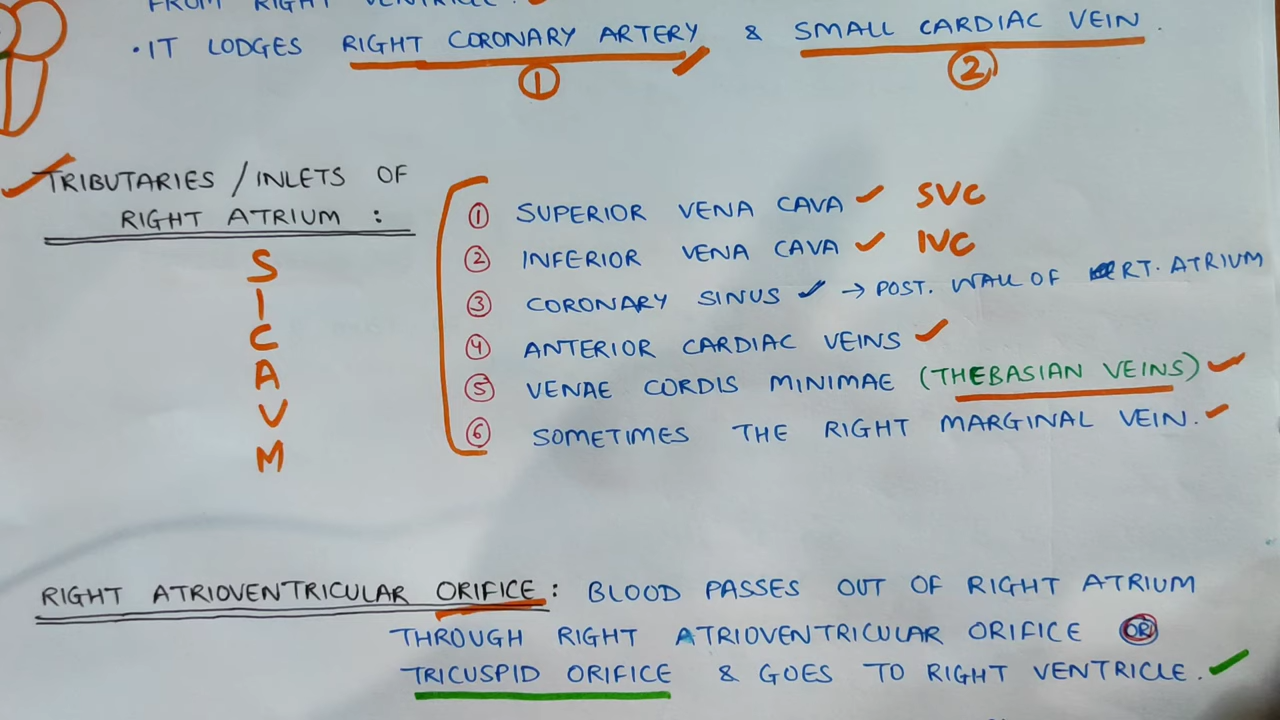 FROM RIGHT VENTRICLE.
• IT LODGES RIGHT CORONARY ARTERY & SMALL CARDIAC VEIN.
① ②
TRIBUTARIES / INLETS OF
RIGHT ATRIUM :
S
I
C
A
V
M
① SUPERIOR VENA CAVA ✓ SVC
② INFERIOR VENA CAVA ✓ IVC
③ CORONARY SINUS ✓ → POST. WALL OF RT. ATRIUM
④ ANTERIOR CARDIAC VEINS ✓
⑤ VENAE CORDIS MINIMAE (THEBASIAN VEINS) ✓
⑥ SOMETIMES THE RIGHT MARGINAL VEIN. ✓
RIGHT ATRIOVENTRICULAR ORIFICE : BLOOD PASSES OUT OF RIGHT ATRIUM
THROUGH RIGHT ATRIOVENTRICULAR ORIFICE OR
TRICUSPID ORIFICE & GOES TO RIGHT VENTRICLE. ✓